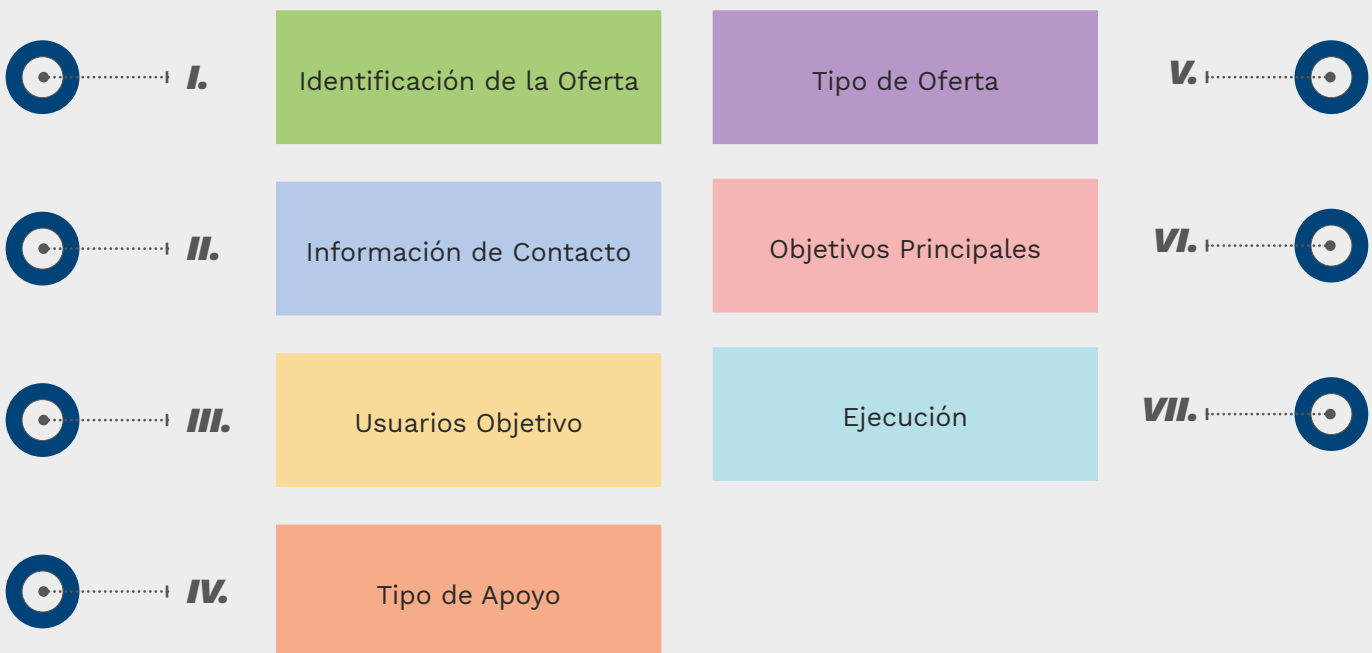 I.
Identificación de la Oferta
II.
Información de Contacto
III.
Usuarios Objetivo
IV.
Tipo de Apoyo
Tipo de Oferta
V.
Objetivos Principales
VI.
Ejecución
VII.